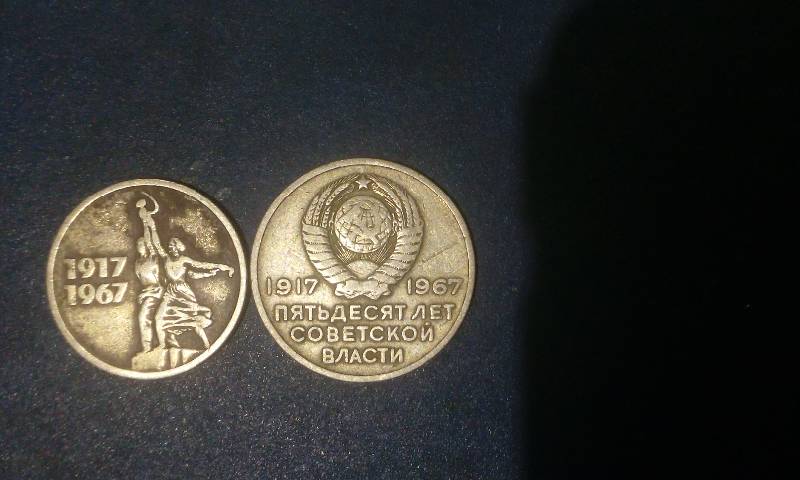 1917
1967
1917 1967
ПЯТЬДЕСЯТ ЛЕТ
СОВЕТСКОЙ
ВЛАСТИ